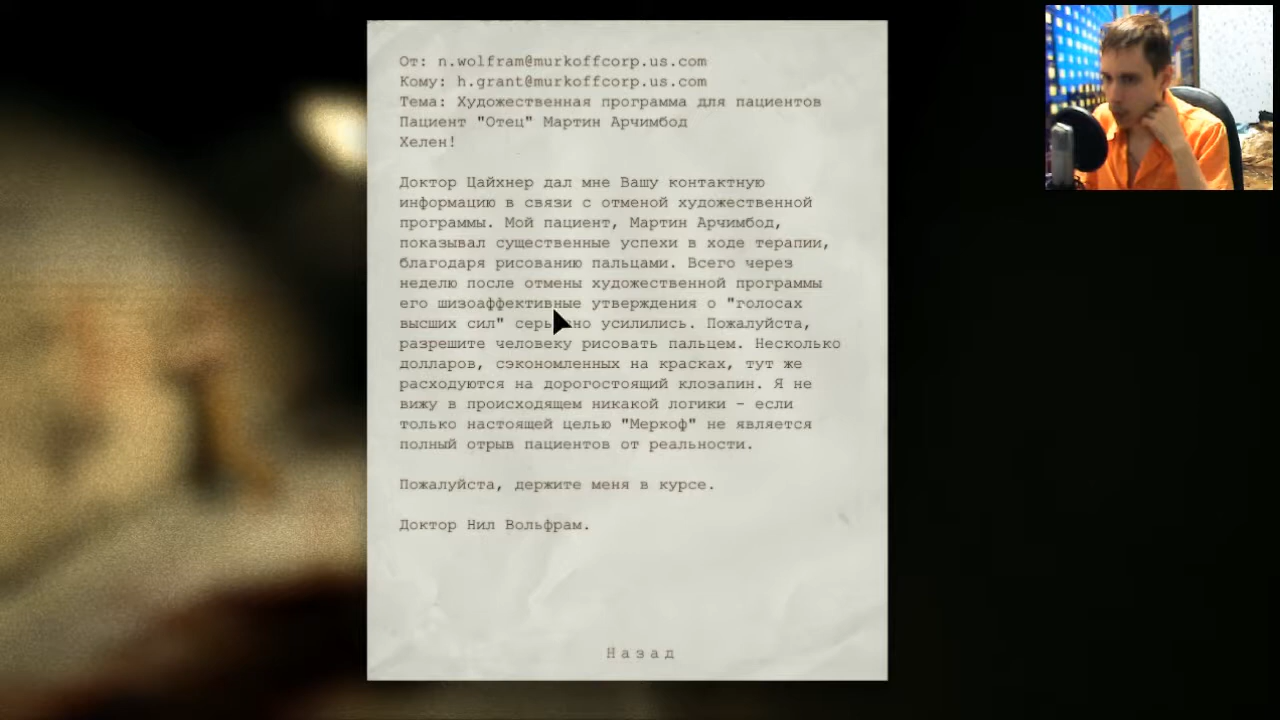 От: n.wolfram@murkoffcorp.us.com
Кому: h.grant@murkoffcorp.us.com
Тема: Художественная программа для пациентов
Пациент "Отец" Мартин Арчимбод
Хелен!
Доктор Цайхнер дал мне Вашу контактную
информацию в связи с отменой художественной
программы. Мой пациент, Мартин Арчимбод,
показывал существенные успехи в ходе терапии,
благодаря рисованию пальцами. Всего через
неделю после отмены художественной программы
его шизоаффективные утверждения о "голосах
высших сил" усилились. Пожалуйста,
разрешите человеку рисовать пальцем. Несколько
долларов, сэкономленных на красках, тут же
расходуются на дорогостоящий клозапин. Я не
вижу в происходящем никакой логики - если
только настоящей целью "Меркоф" не является
полный отрыв пациентов от реальности.
Пожалуйста, держите меня в курсе.
Доктор Нил Вольфрам.
Назад